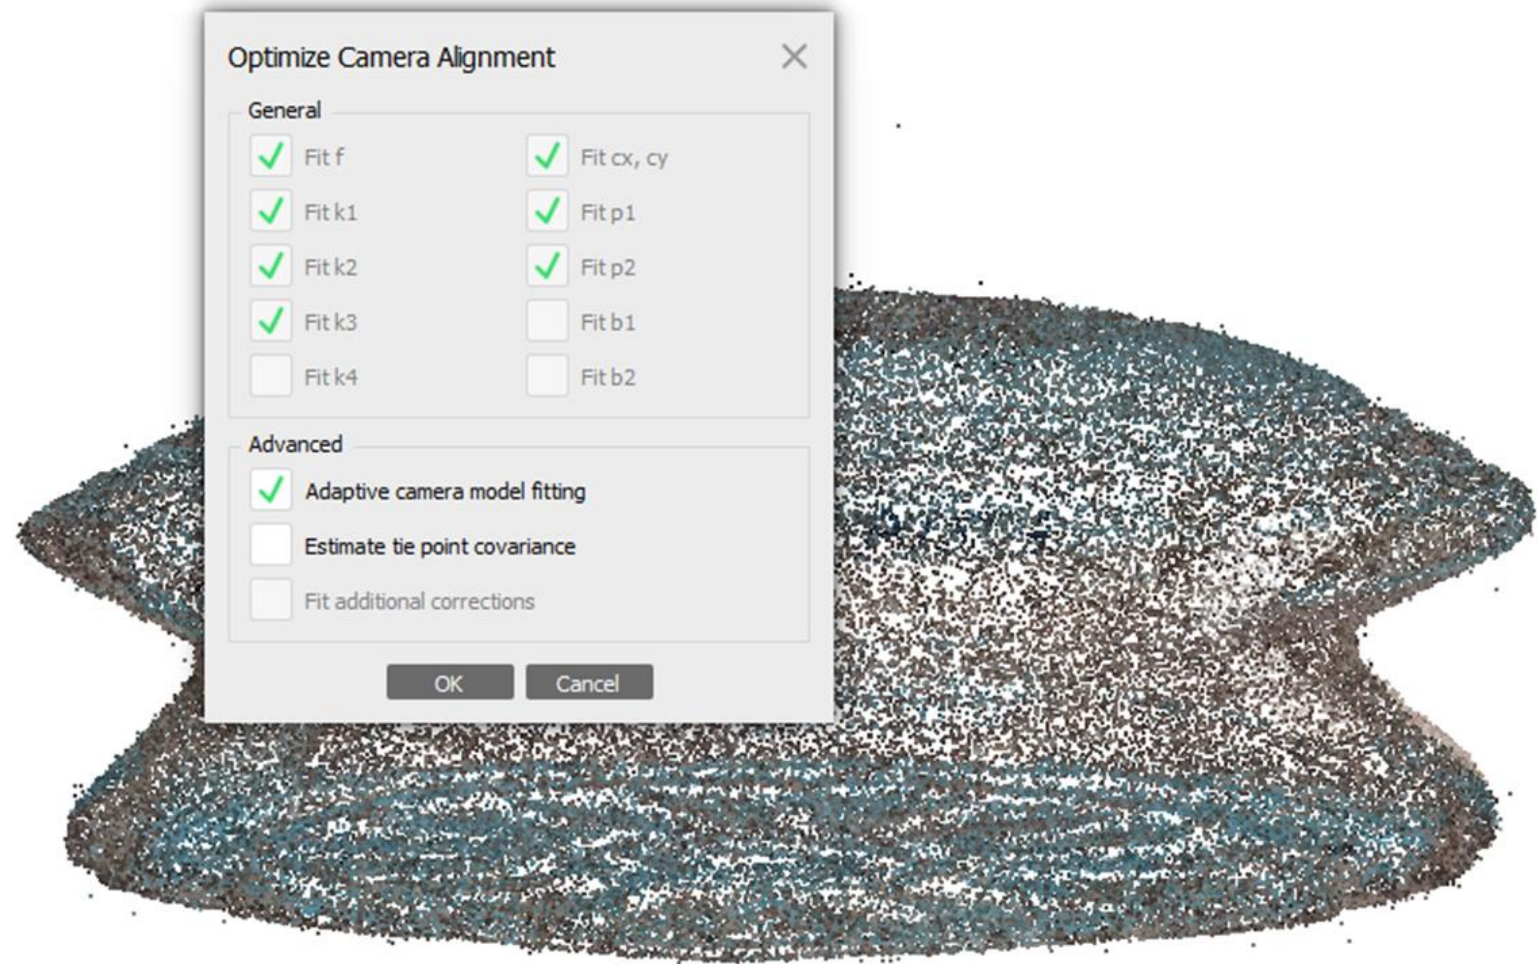 Optimize Camera Alignment
General
Fit f
Fit cx, cy
Fit k1
Fit p1
Fit k2
Fit p2
Fit k3
Fit b1
Fit k4
Fit b2
Advanced
Adaptive camera model fitting
Estimate tie point covariance
Fit additional corrections
OK
Cancel